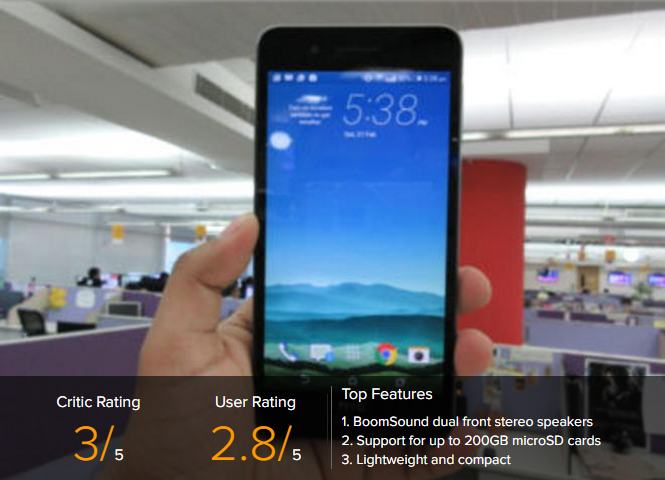 5:38 PM
Critic Rating
3/5
User Rating
2.8/5
Top Features
1. BoomSound dual front stereo speakers
2. Support for up to 200GB microSD cards
3. Lightweight and compact